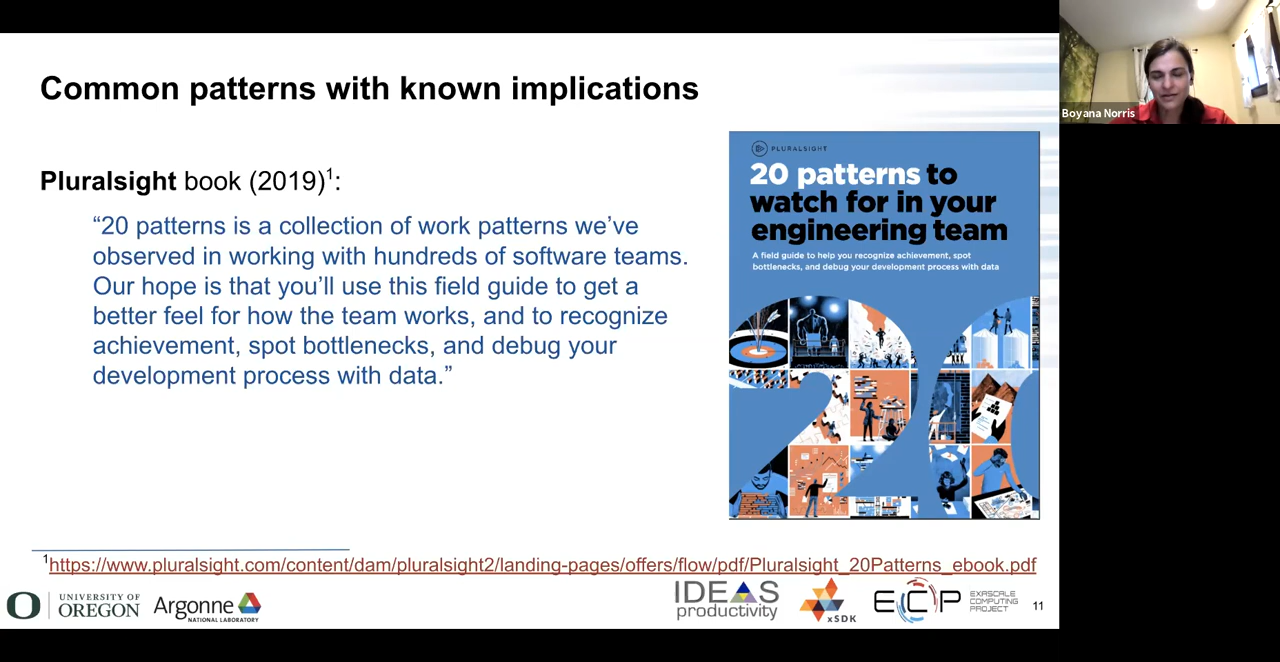 Common patterns with known implications
Boyana Norris
Pluralsight book (2019)1:
“20 patterns is a collection of work patterns we’ve
observed in working with hundreds of software teams.
Our hope is that you’ll use this field guide to get a
better feel for how the team works, and to recognize
achievement, spot bottlenecks, and debug your
development process with data.”
PLURALSIGHT
20 patterns to
watch for in your
engineering team
A field guide to help you recognize achievement, spot
bottlenecks, and debug your development process with data
1https://www.pluralsight.com/content/dam/pluralsight2/landing-pages/offers/flow/pdf/Pluralsight_20Patterns_ebook.pdf
UNIVERSITY OF
OREGON
Argonne
NATIONAL LABORATORY
IDEAS
productivity
xSDK
ECP
EXASCALE
COMPUTING
PROJECT
11